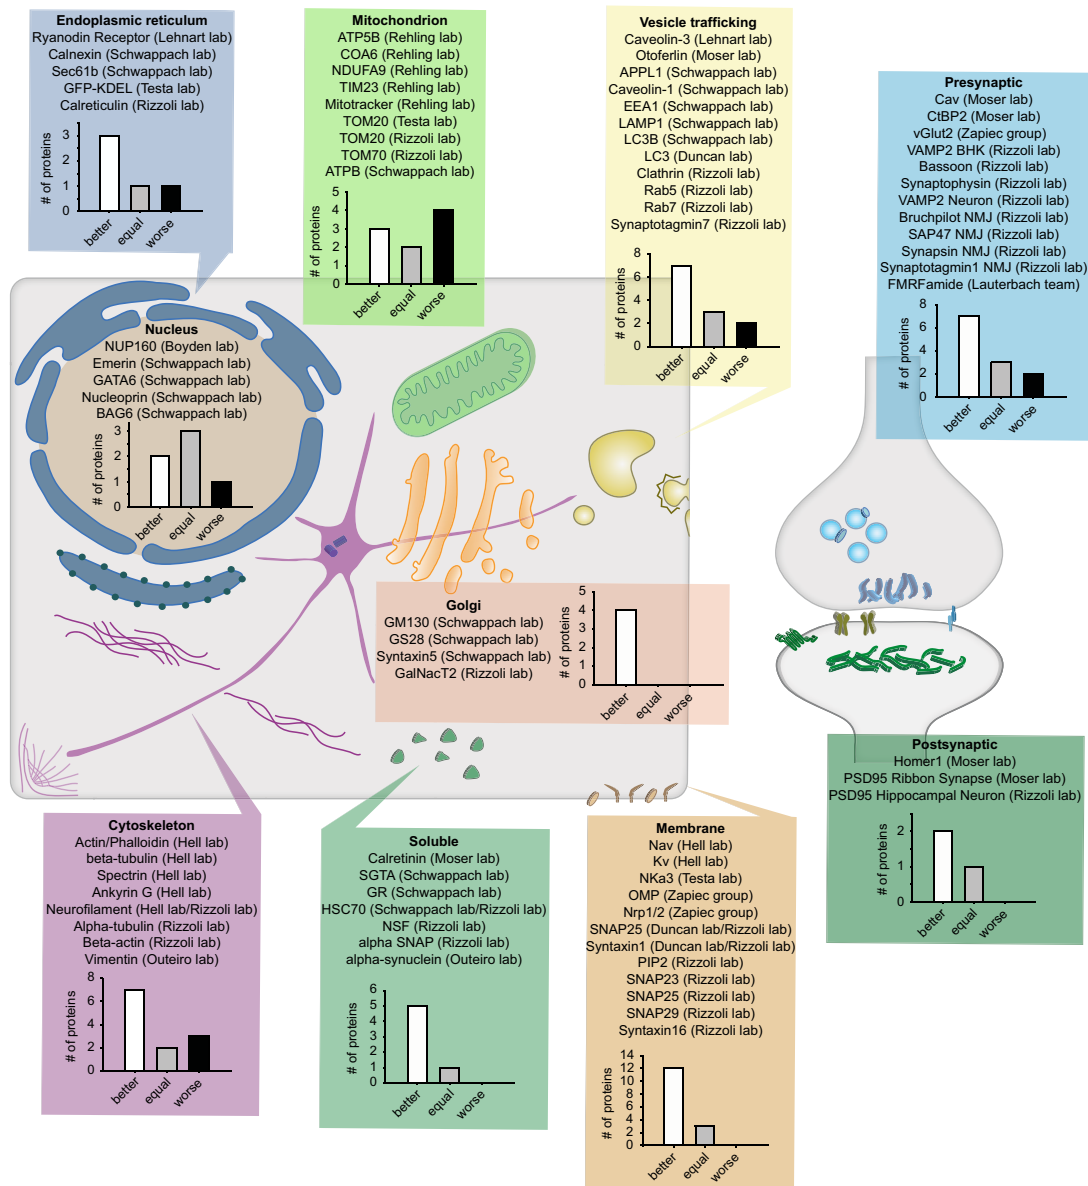 Endoplasmic reticulum
Ryanodin Receptor (Lehnart lab)
Calnexin (Schwappach lab)
Sec61b (Schwappach lab)
GFP-KDEL (Testa lab)
Calreticulin (Rizzoli lab)
# of proteins
3
2
1
0
better
equal
worse
Mitochondrion
ATP5B (Rehling lab)
COA6 (Rehling lab)
NDUFA9 (Rehling lab)
TIM23 (Rehling lab)
Mitotracker (Rehling lab)
TOM20 (Testa lab)
TOM20 (Rizzoli lab)
TOM70 (Rizzoli lab)
ATPB (Schwappach lab)
# of proteins
5
4
3
2
1
0
better
equal
worse
Vesicle trafficking
Caveolin-3 (Lehnart lab)
Otoferlin (Moser lab)
APPL1 (Schwappach lab)
Caveolin-1 (Schwappach lab)
EEA1 (Schwappach lab)
LAMP1 (Schwappach lab)
LC3B (Schwappach lab)
LC3 (Duncan lab)
Clathrin (Rizzoli lab)
Rab5 (Rizzoli lab)
Rab7 (Rizzoli lab)
Synaptotagmin7 (Rizzoli lab)
# of proteins
8
6
4
2
0
better
equal
worse
Presynaptic
Cav (Moser lab)
CtBP2 (Moser lab)
vGlut2 (Zapiec group)
VAMP2 BHK (Rizzoli lab)
Bassoon (Rizzoli lab)
Synaptophysin (Rizzoli lab)
VAMP2 Neuron (Rizzoli lab)
Bruchpilot NMJ (Rizzoli lab)
SAP47 NMJ (Rizzoli lab)
Synapsin NMJ (Rizzoli lab)
Synaptotagmin1 NMJ (Rizzoli lab)
FMRFamide (Lauterbach team)
# of proteins
8
6
4
2
0
better
equal
worse
Nucleus
NUP160 (Boyden lab)
Emerin (Schwappach lab)
GATA6 (Schwappach lab)
Nucleoprin (Schwappach lab)
BAG6 (Schwappach lab)
# of proteins
3
2
1
0
better
equal
worse
Golgi
GM130 (Schwappach lab)
GS28 (Schwappach lab)
Syntaxin5 (Schwappach lab)
GalNacT2 (Rizzoli lab)
# of proteins
5
4
3
2
1
0
better
equal
worse
Postsynaptic
Homer1 (Moser lab)
PSD95 Ribbon Synapse (Moser lab)
PSD95 Hippocampal Neuron (Rizzoli lab)
# of proteins
2
1
0
better
equal
worse
Cytoskeleton
Actin/Phalloidin (Hell lab)
beta-tubulin (Hell lab)
Spectrin (Hell lab)
Ankyrin G (Hell lab)
Neurofilament (Hell lab/Rizzoli lab)
Alpha-tubulin (Rizzoli lab)
Beta-actin (Rizzoli lab)
Vimentin (Outeiro lab)
# of proteins
8
6
4
2
0
better
equal
worse
Soluble
Calretinin (Moser lab)
SGTA (Schwappach lab)
GR (Schwappach lab)
HSC70 (Schwappach lab/Rizzoli lab)
NSF (Rizzoli lab)
alpha SNAP (Rizzoli lab)
alpha-synuclein (Outeiro lab)
# of proteins
6
5
4
3
2
1
0
better
equal
worse
Membrane
Nav (Hell lab)
Kv (Hell lab)
NKa3 (Testa lab)
OMP (Zapiec group)
Nrp1/2 (Zapiec group)
SNAP25 (Duncan lab/Rizzoli lab)
Syntaxin1 (Duncan lab/Rizzoli lab)
PIP2 (Rizzoli lab)
SNAP23 (Rizzoli lab)
SNAP25 (Rizzoli lab)
SNAP29 (Rizzoli lab)
Syntaxin16 (Rizzoli lab)
# of proteins
14
12
10
8
6
4
2
0
better
equal
worse